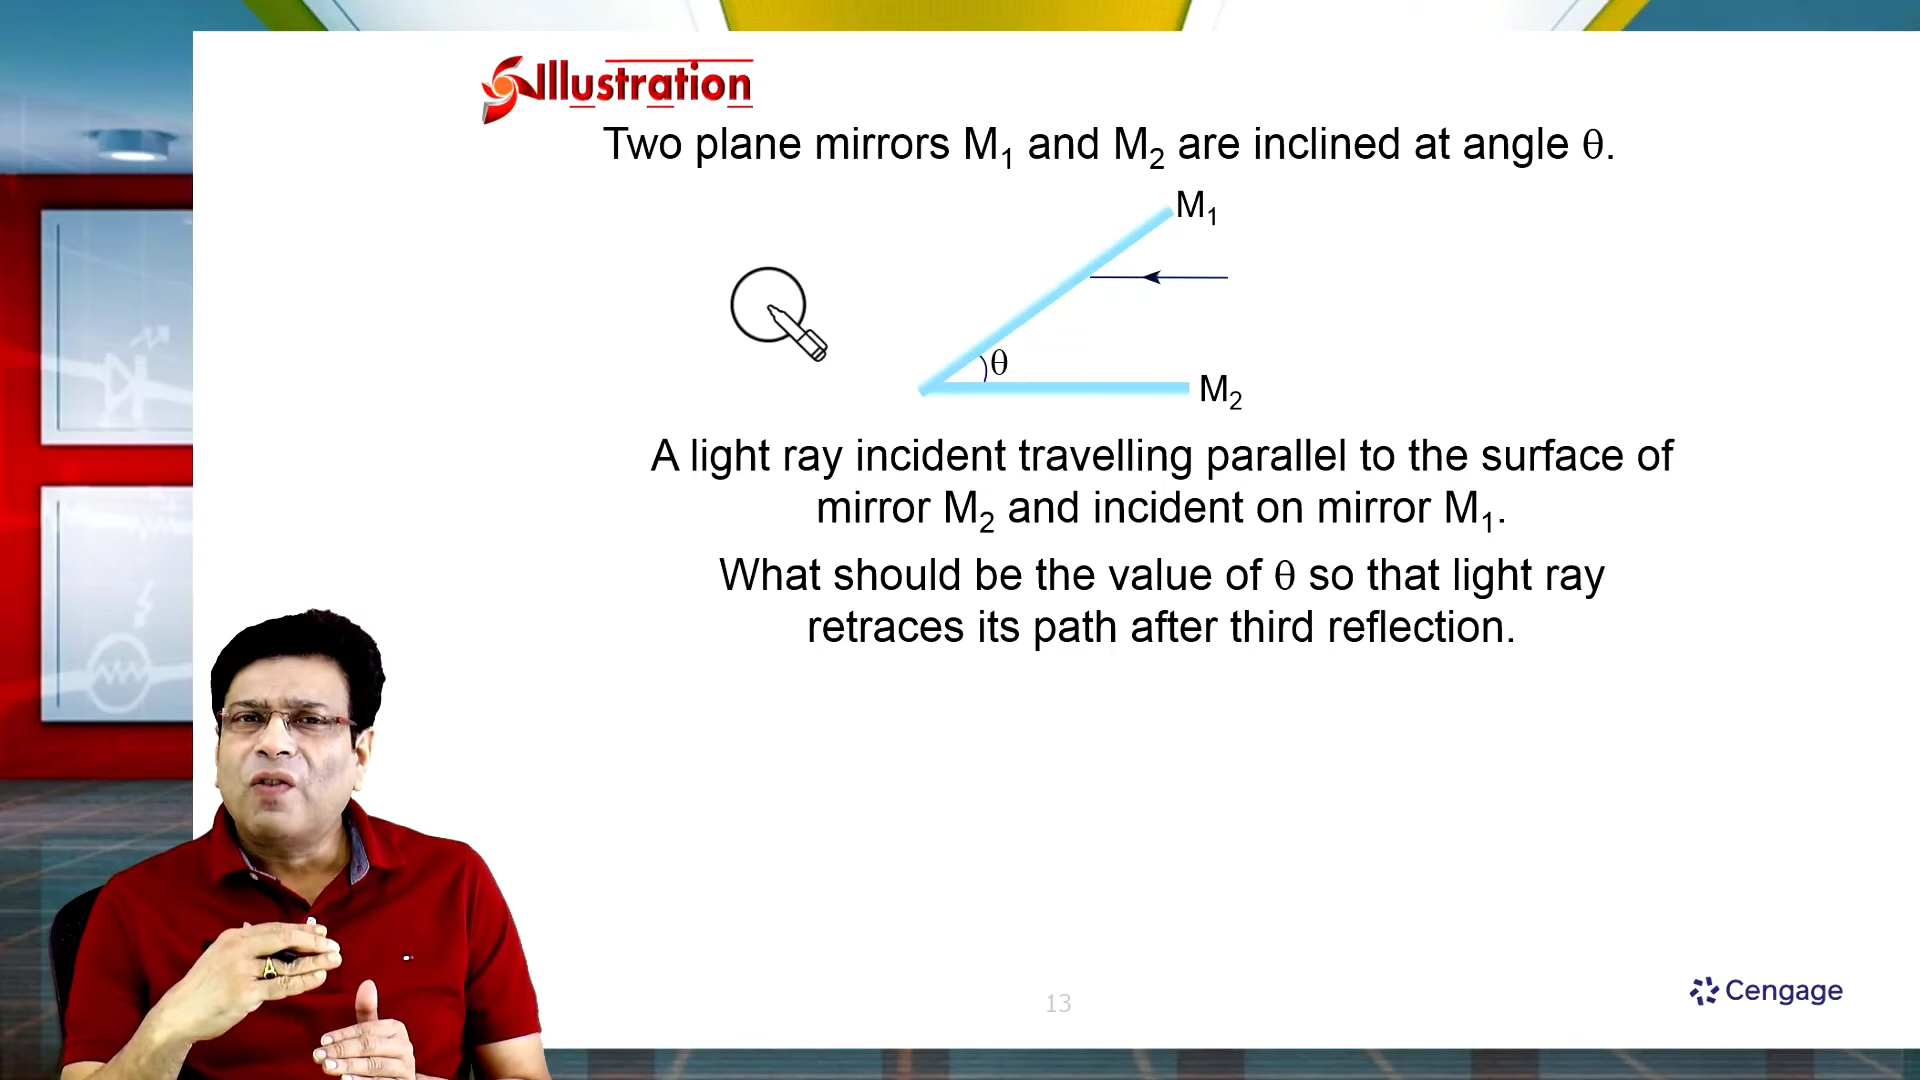 Illustration
Two plane mirrors M₁ and M₂ are inclined at angle θ.
M₁
θ
M₂
A light ray incident travelling parallel to the surface of
mirror M₂ and incident on mirror M₁.
What should be the value of θ so that light ray
retraces its path after third reflection.
13
Cengage